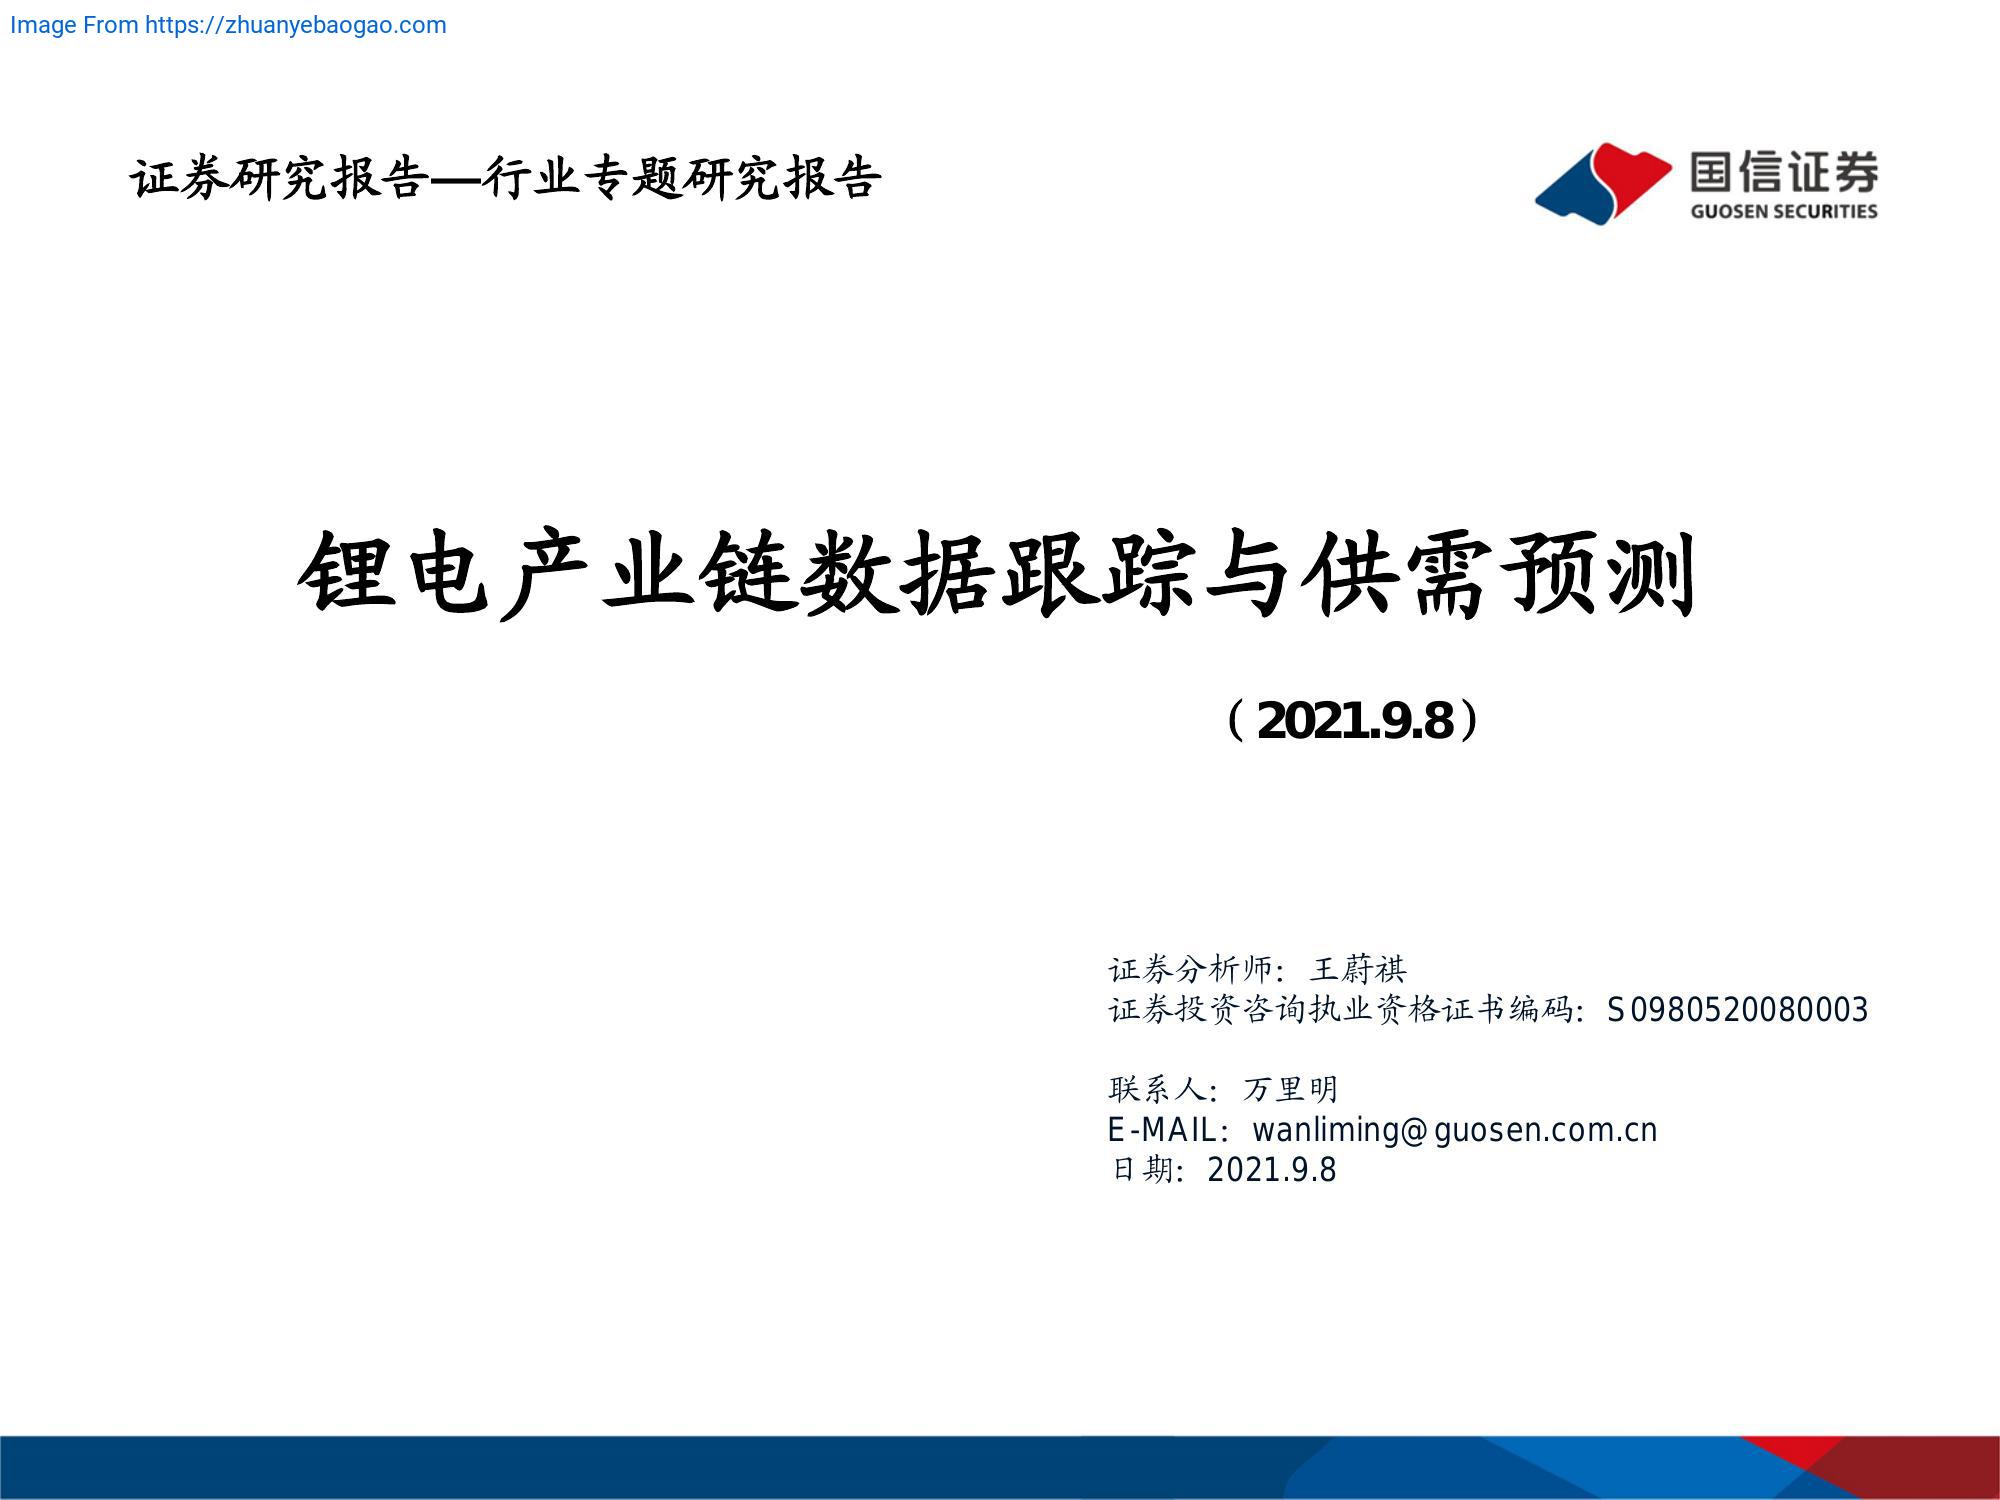 Image From https://zhuanyebaogao.com
证券研究报告—行业专题研究报告
国信证券
GUOSEN SECURITIES
锂电产业链数据跟踪与供需预测
（2021.9.8）
证券分析师：王蔚祺
证券投资咨询执业资格证书编码：S0980520080003
联系人：万里明
E-MAIL：wanliming@guosen.com.cn
日期：2021.9.8